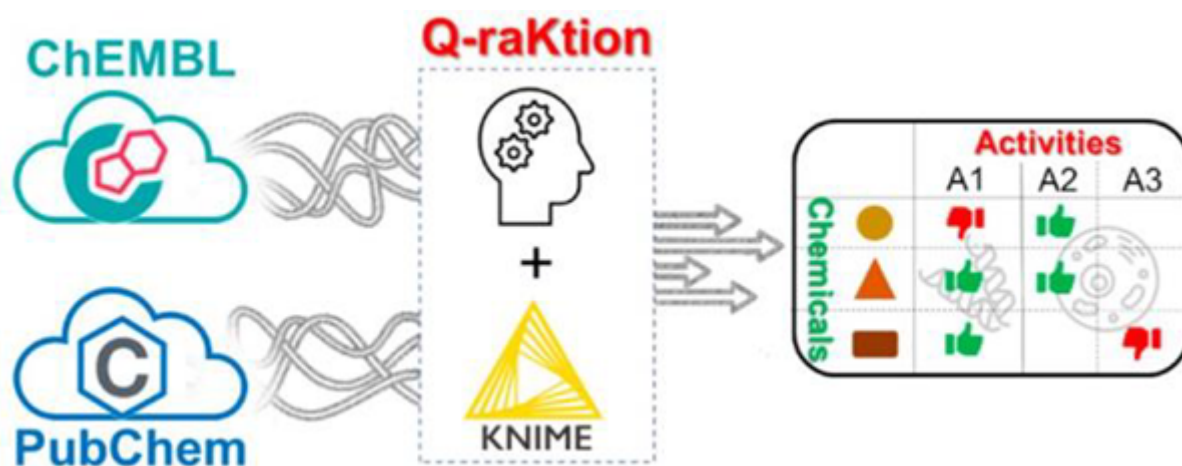 ChEMBL
C
PubChem
Q-raKtion
+
KNIME
Activities
A1 A2 A3
Chemicals